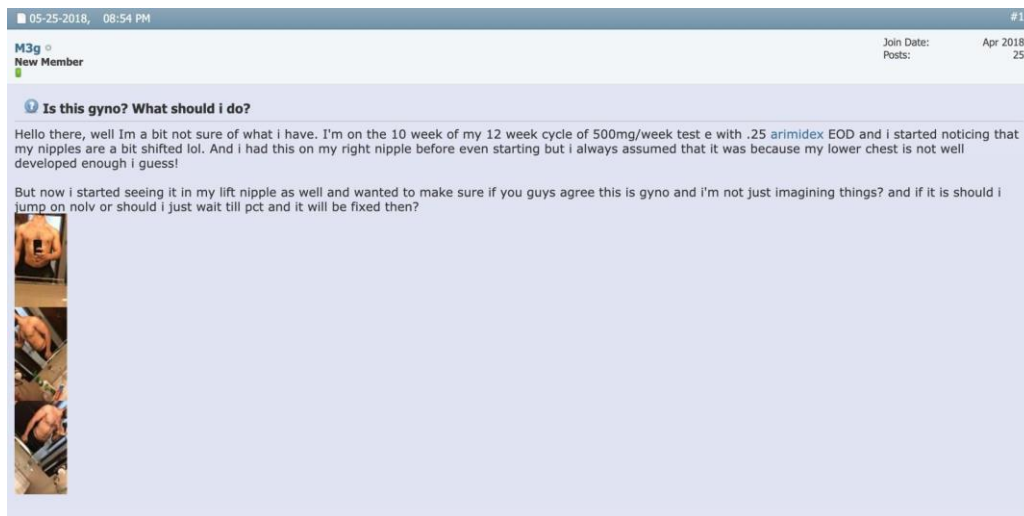 05-25-2018, 08:54 PM #1
M3g
New Member
Join Date: Apr 2018
Posts: 25
Is this gyno? What should i do?
Hello there, well Im a bit not sure of what i have. I'm on the 10 week of my 12 week cycle of 500mg/week test e with .25 arimidex EOD and i started noticing that
my nipples are a bit shifted lol. And i had this on my right nipple before even starting but i always assumed that it was because my lower chest is not well
developed enough i guess!
But now i started seeing it in my lift nipple as well and wanted to make sure if you guys agree this is gyno and i'm not just imagining things? and if it is should i
jump on nolv or should i just wait till pct and it will be fixed then?